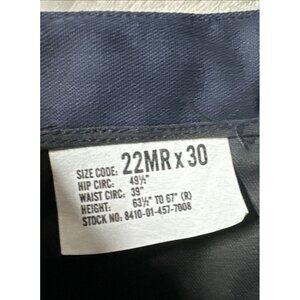 SIZE CODE: 22MR x 30
HIP CIRC: 49½"
WAIST CIRC: 39"
HEIGHT: 63½" TO 67" (R)
STOCK NO: 8410-01-457-7008